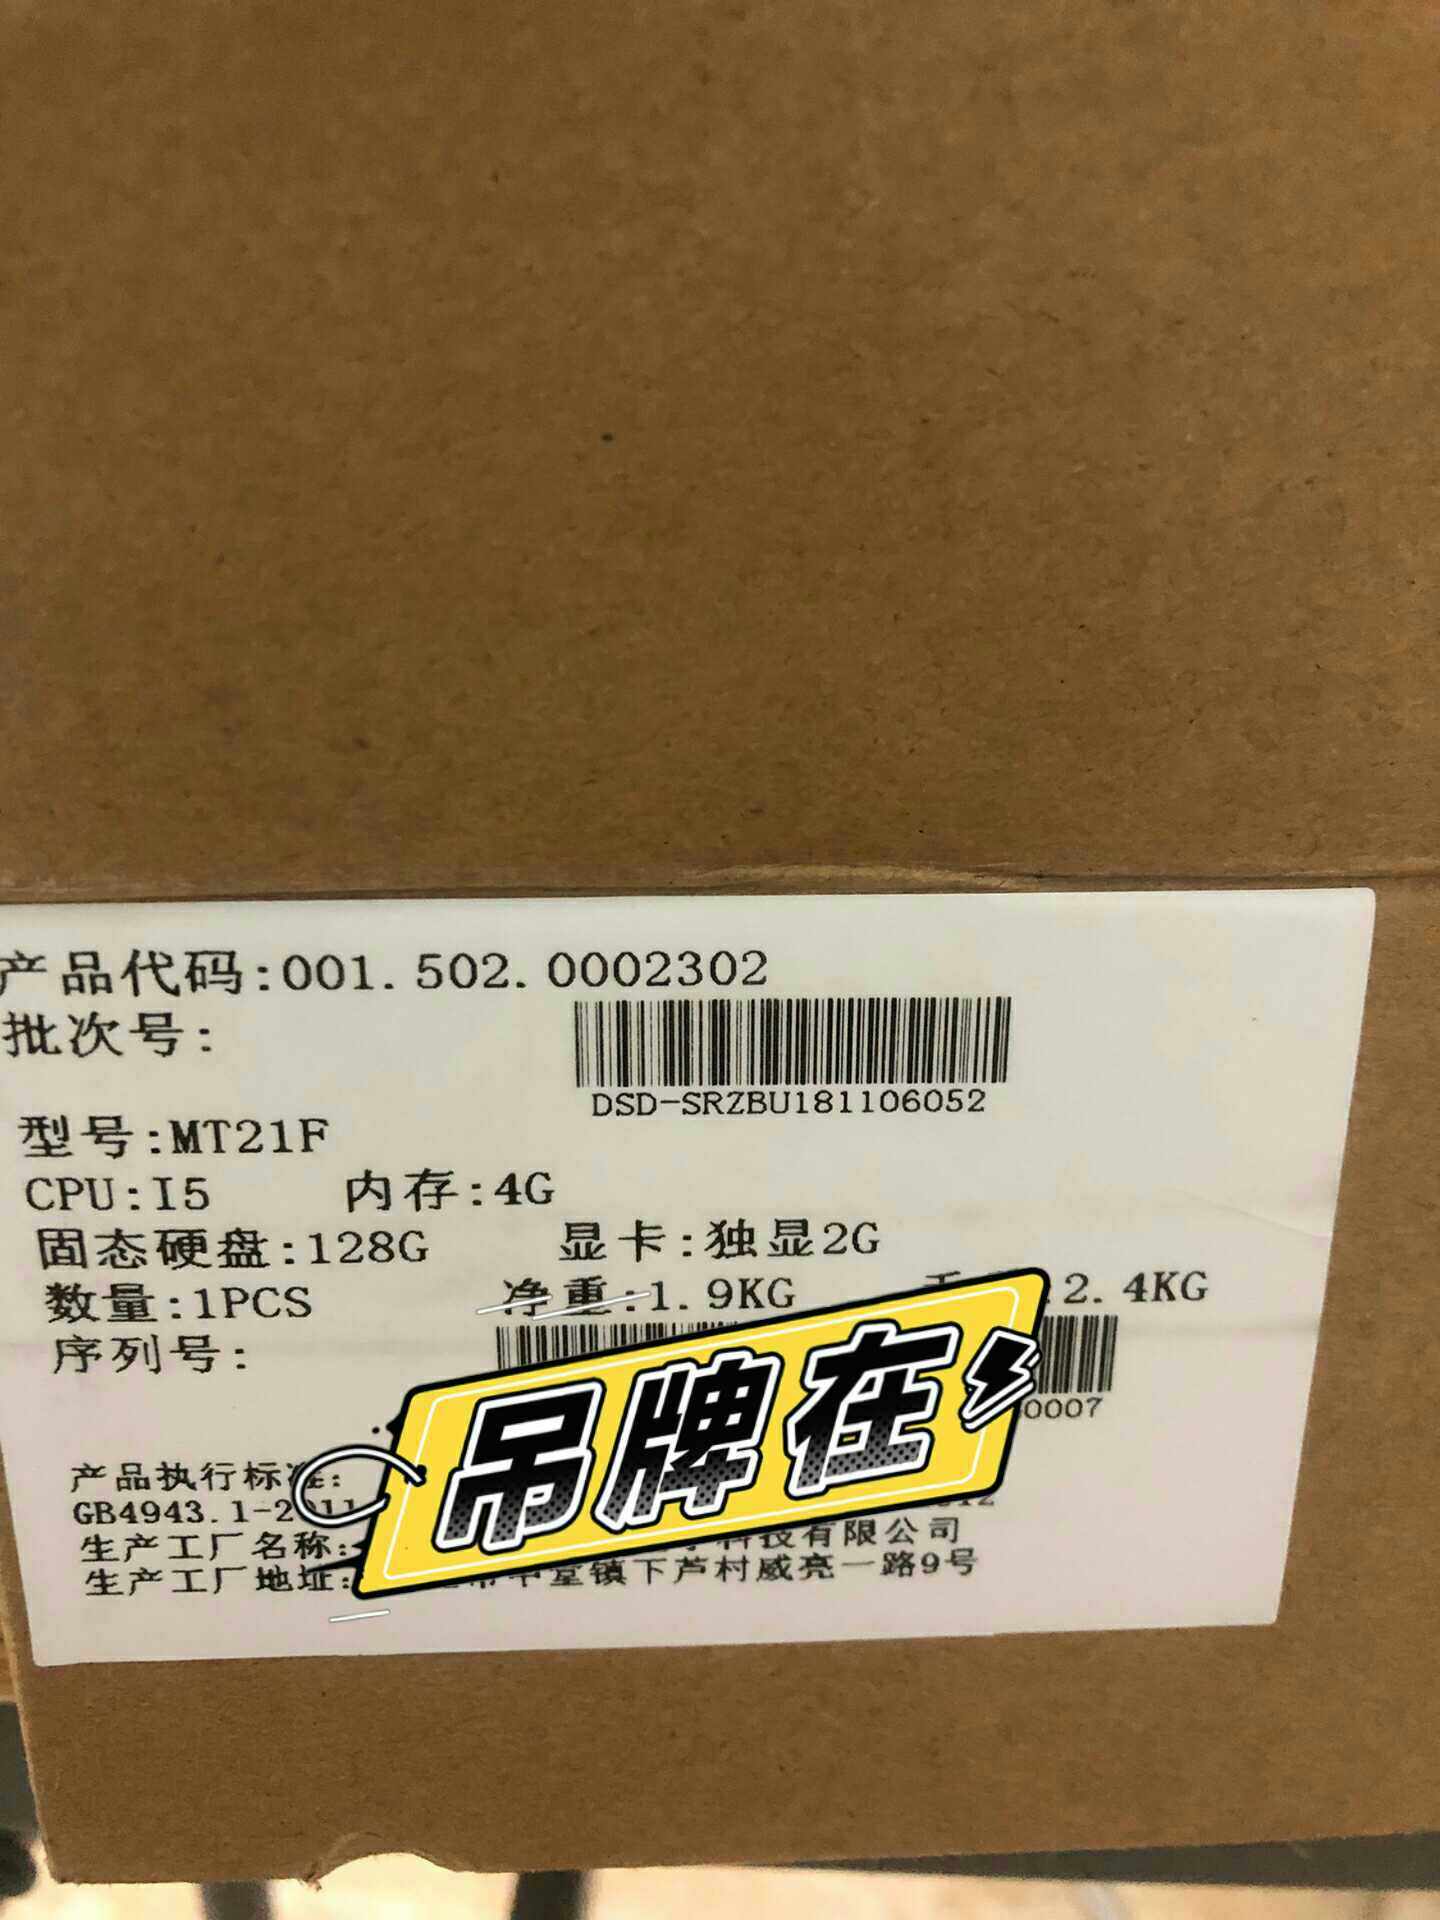 产品代码:001.502.0002302
批次号:
DSD-SRZBU181106052
型号:MT21F
CPU:I5 内存:4G
固态硬盘:128G 显卡:独显2G
数量:1PCS 净重:1.9KG 2.4KG
序列号:
0007
吊牌在
产品执行标准:
GB4943.1-2011
生产工厂名称: 科技有限公司
生产工厂地址: 市中堂镇下芦村威亮一路9号